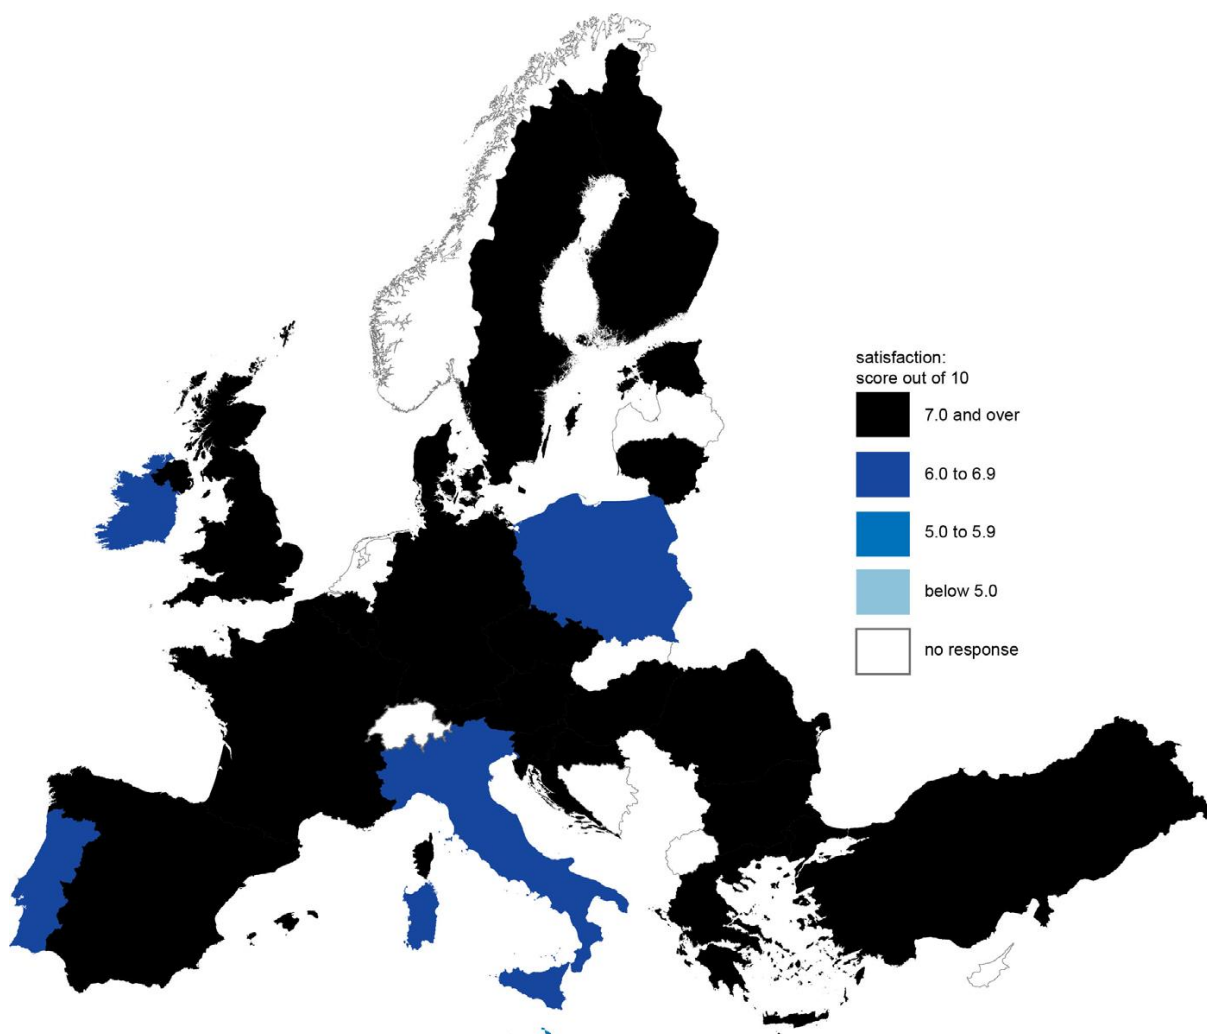 satisfaction:
score out of 10
7.0 and over
6.0 to 6.9
5.0 to 5.9
below 5.0
no response